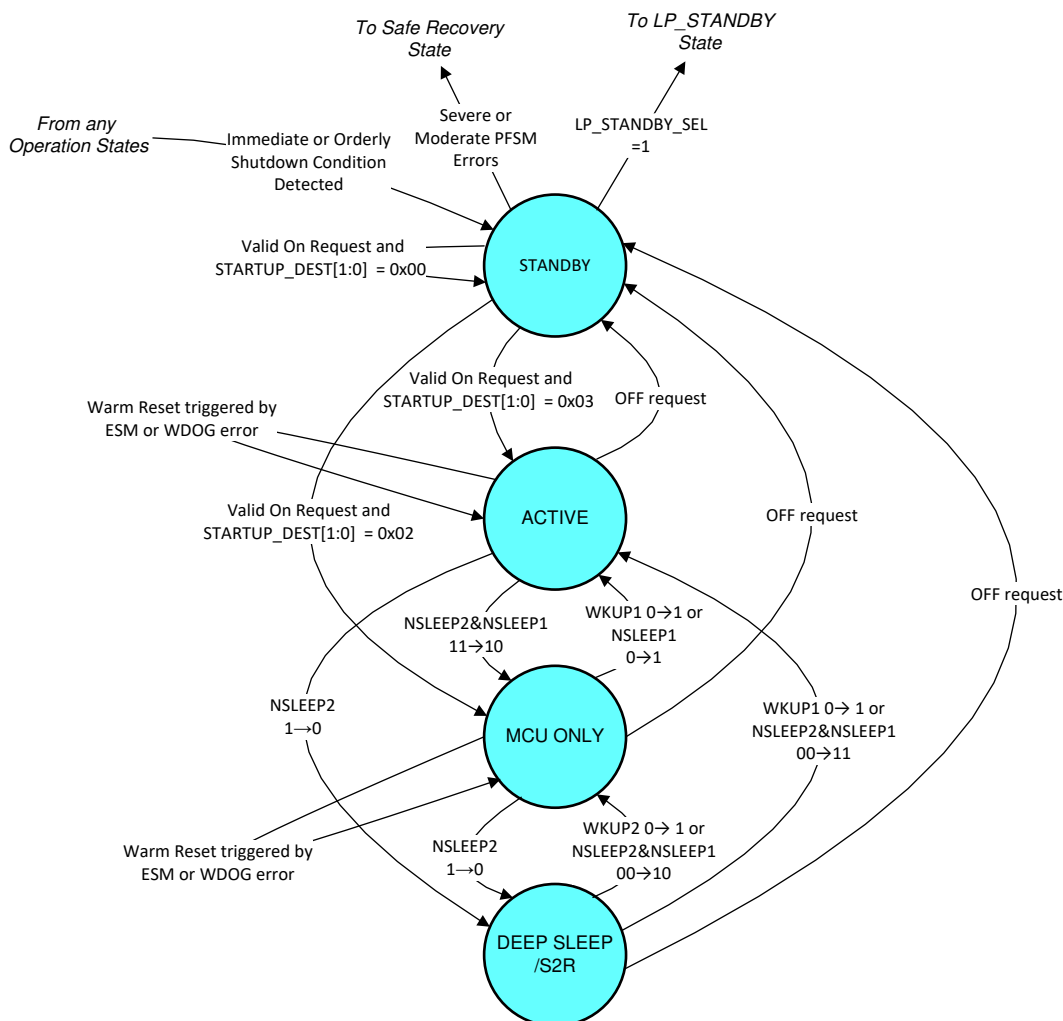 To Safe Recovery
State
To LP_STANDBY
State
From any
Operation States
Immediate or Orderly
Shutdown Condition
Detected
Severe or
Moderate PFSM
Errors
LP_STANDBY_SEL
=1
Valid On Request and
STARTUP_DEST[1:0] = 0x00
STANDBY
Valid On Request and
STARTUP_DEST[1:0] = 0x03
OFF request
Warm Reset triggered by
ESM or WDOG error
ACTIVE
Valid On Request and
STARTUP_DEST[1:0] = 0x02
OFF request
OFF request
NSLEEP2&NSLEEP1
11→10
WKUP1 0→1 or
NSLEEP1
0→1
NSLEEP2
1→0
MCU ONLY
WKUP1 0→ 1 or
NSLEEP2&NSLEEP1
00→11
Warm Reset triggered by
ESM or WDOG error
NSLEEP2
1→0
WKUP2 0→ 1 or
NSLEEP2&NSLEEP1
00→10
DEEP SLEEP
/S2R